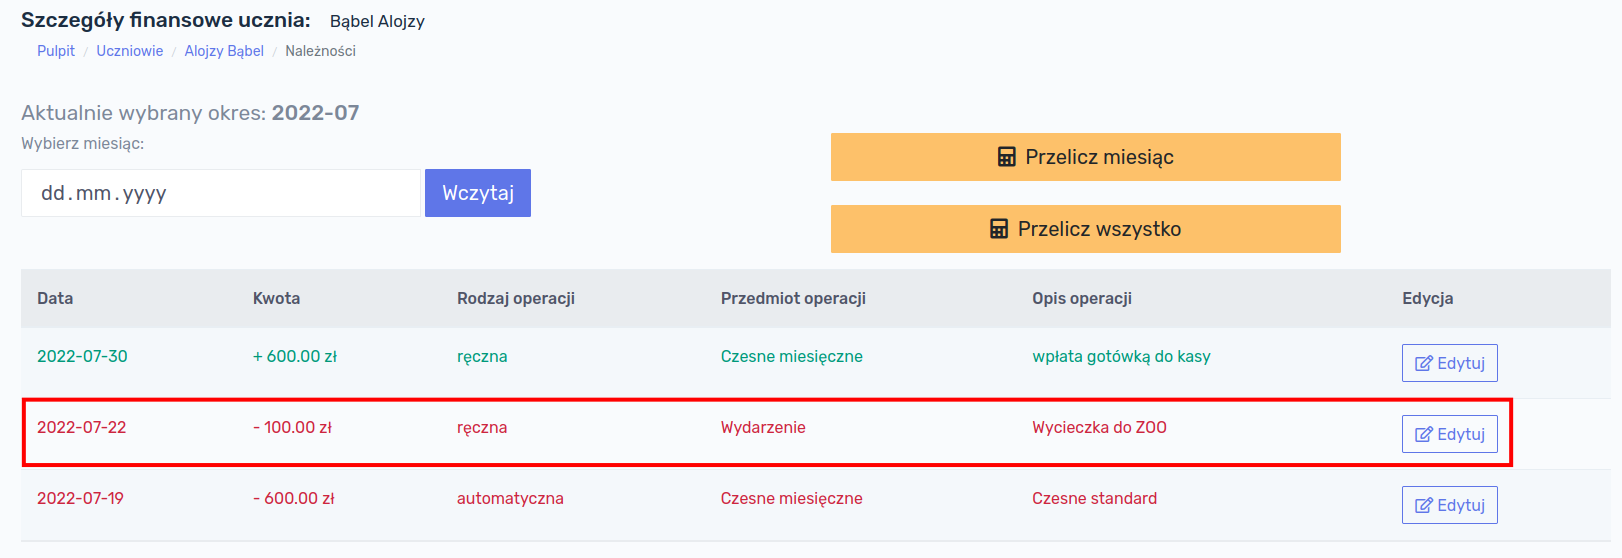 Szczegóły finansowe ucznia: Bąbel Alojzy
Pulpit / Uczniowie / Alojzy Bąbel / Należności
Aktualnie wybrany okres: 2022-07
Wybierz miesiąc:
dd.mm.yyyy Wczytaj
Przelicz miesiąc
Przelicz wszystko
Data Kwota Rodzaj operacji Przedmiot operacji Opis operacji Edycja
2022-07-30 + 600.00 zł ręczna Czesne miesięczne wpłata gotówką do kasy Edytuj
2022-07-22 - 100.00 zł ręczna Wydarzenie Wycieczka do ZOO Edytuj
2022-07-19 - 600.00 zł automatyczna Czesne miesięczne Czesne standard Edytuj